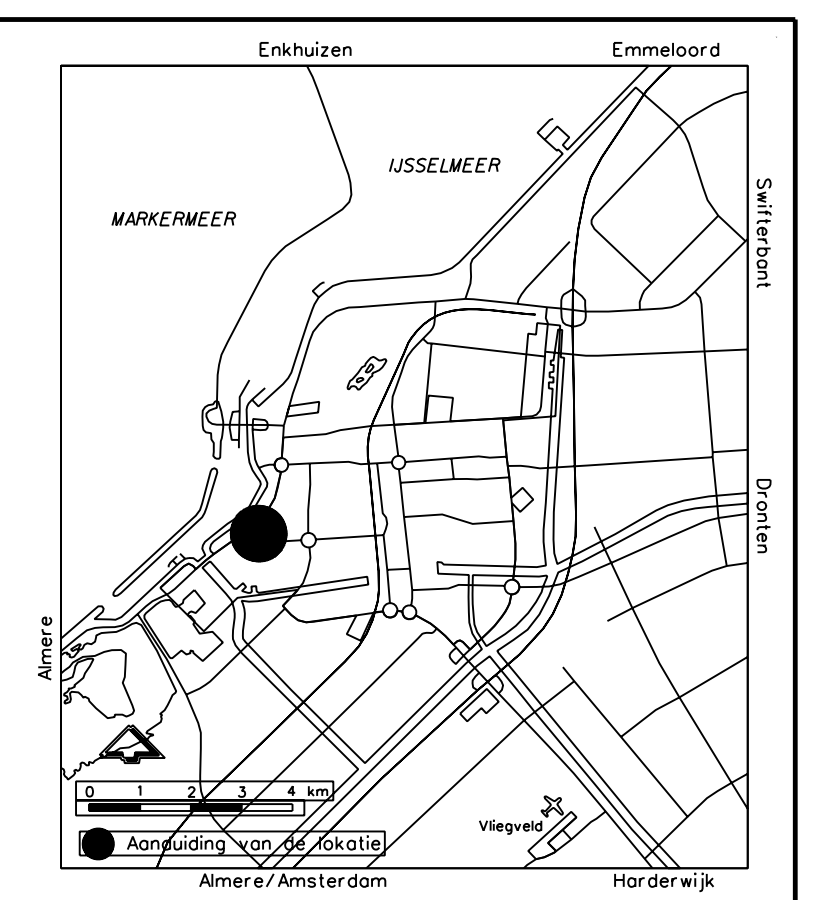 Enkhuizen
Emmeloord
IJSSELMEER
MARKERMEER
Swifterbant
Dronten
Almere
0 1 2 3 4 km
Vliegveld
Aanduiding van de lokatie
Almere/Amsterdam
Harderwijk